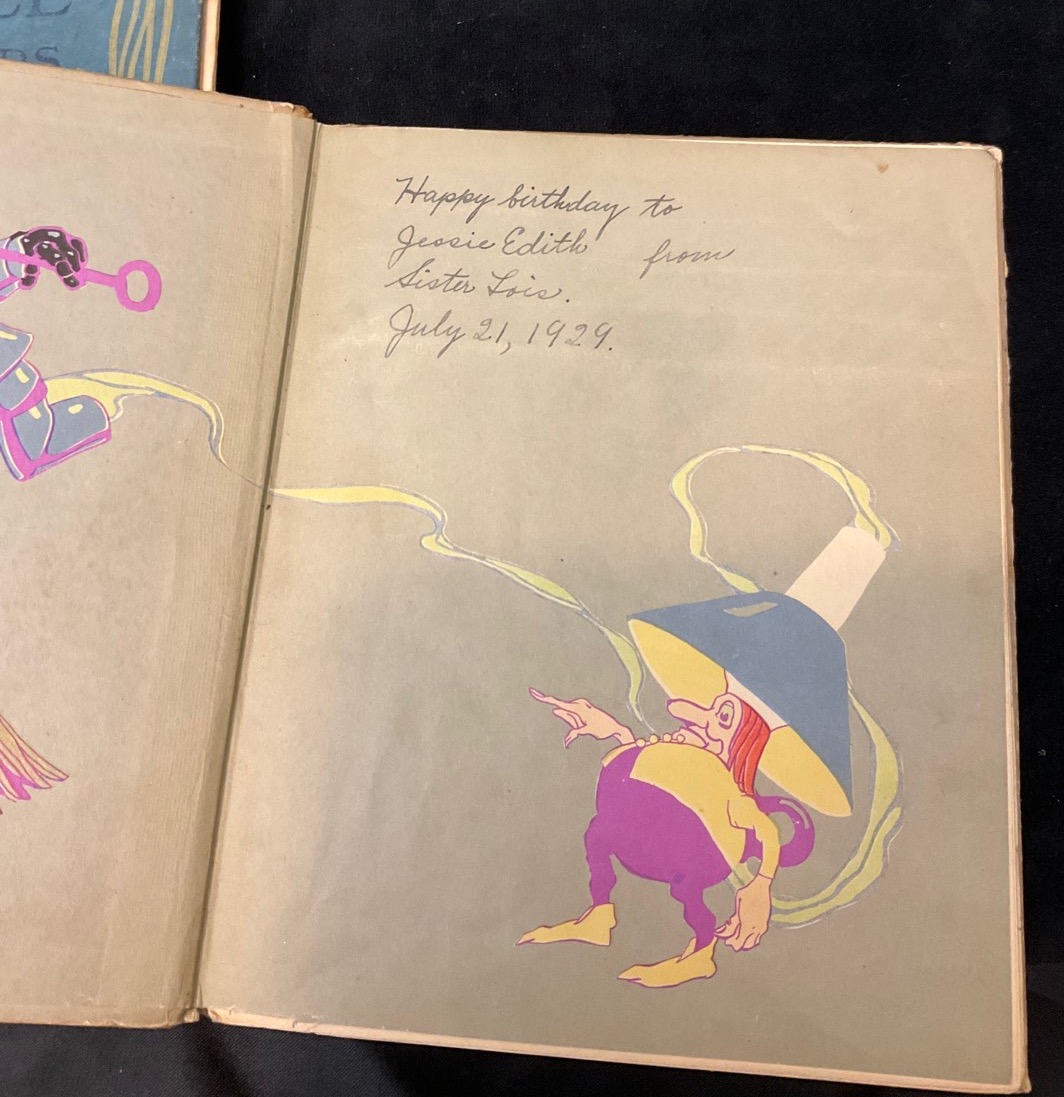 Happy birthday to
Jessie Edith from
Sister Lois.
July 21, 1929.